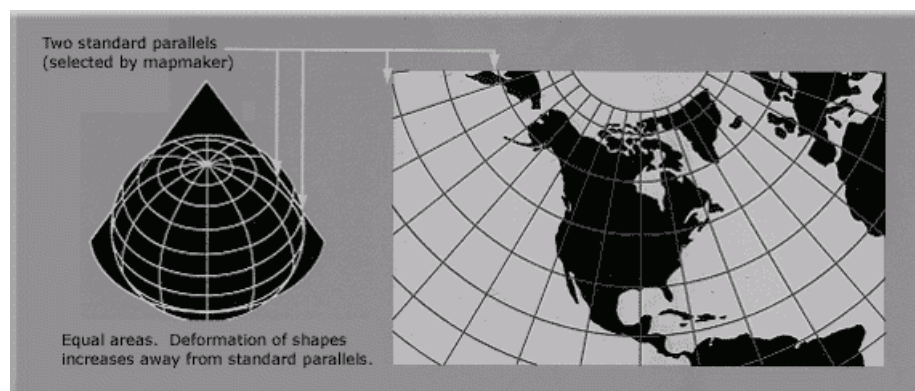 Two standard parallels
(selected by mapmaker)
Equal areas.  Deformation of shapes
increases away from standard parallels.